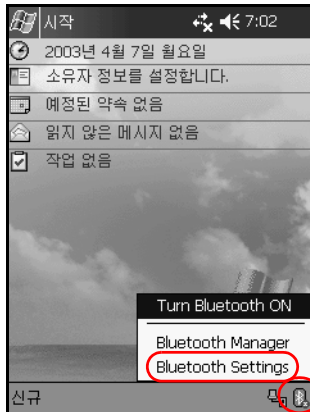 시작 7:02
2003년 4월 7일 월요일
소유자 정보를 설정합니다.
예정된 약속 없음
읽지 않은 메시지 없음
작업 없음
Turn Bluetooth ON
Bluetooth Manager
Bluetooth Settings
신규